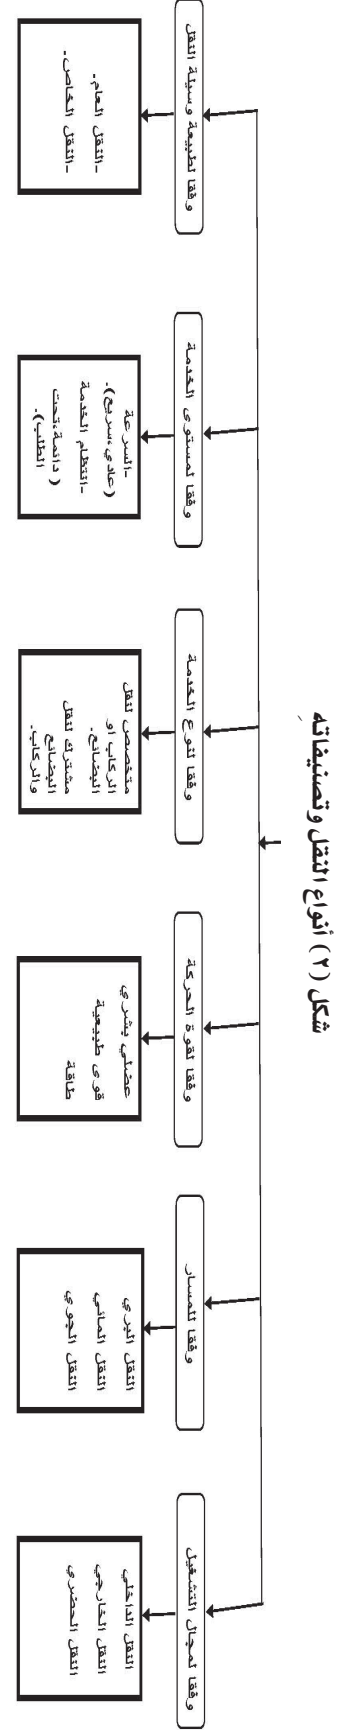 شكل (٢) أنواع النقل وتصنيفاته
وفقا لمجال التشغيل
النقل الداخلي
النقل الخارجي
النقل الحضري
وفقا للمسار
النقل البري
النقل المائي
النقل الجوي
وفقا لقوة الحركة
عضلي بشري
قوى طبيعية
طاقة
وفقا لنوع الخدمة
متخصص لنقل
الركاب او
البضائع.
مشترك لنقل
البضائع
والركاب.
وفقا لمستوى الخدمة
-السرعة
(عادي،سريع).
-انتظام الخدمة
(دائمة،تحت
الطلب).
وفقا لطبيعة وسيلة النقل
-النقل العام.
-النقل الخاص.